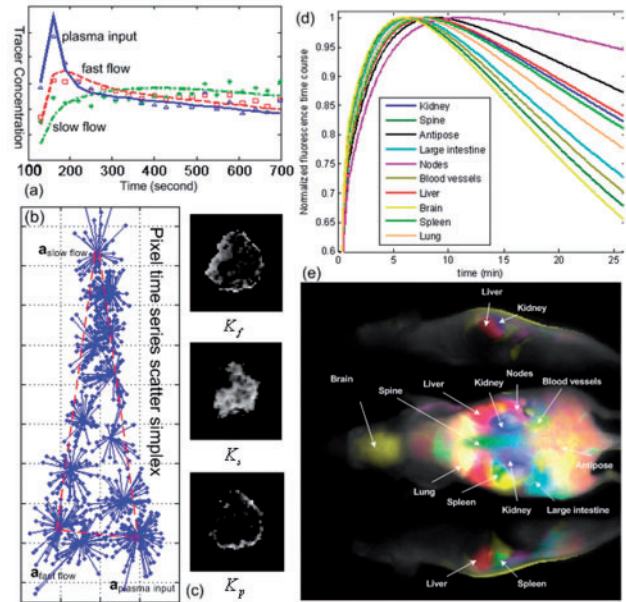 (a)
Tracer Concentration
plasma input
fast flow
slow flow
100 200 300 400 500 600 700
Time (second)
(b)
Pixel time series scatter simplex
a slow flow
a fast flow
a plasma input
(c)
K f
K s
K p
(d)
Normalized fluorescence time course
1
0.95
0.9
0.85
0.8
0.75
0.7
0.65
0.6
0 5 10 15 20 25
time (min)
Kidney
Spine
Antipose
Large intestine
Nodes
Blood vessels
Liver
Brain
Spleen
Lung
(e)
Liver
Kidney
Brain
Spine
Liver
Kidney
Nodes
Blood vessels
Antipose
Lung
Spleen
Kidney
Large intestine
Liver
Spleen